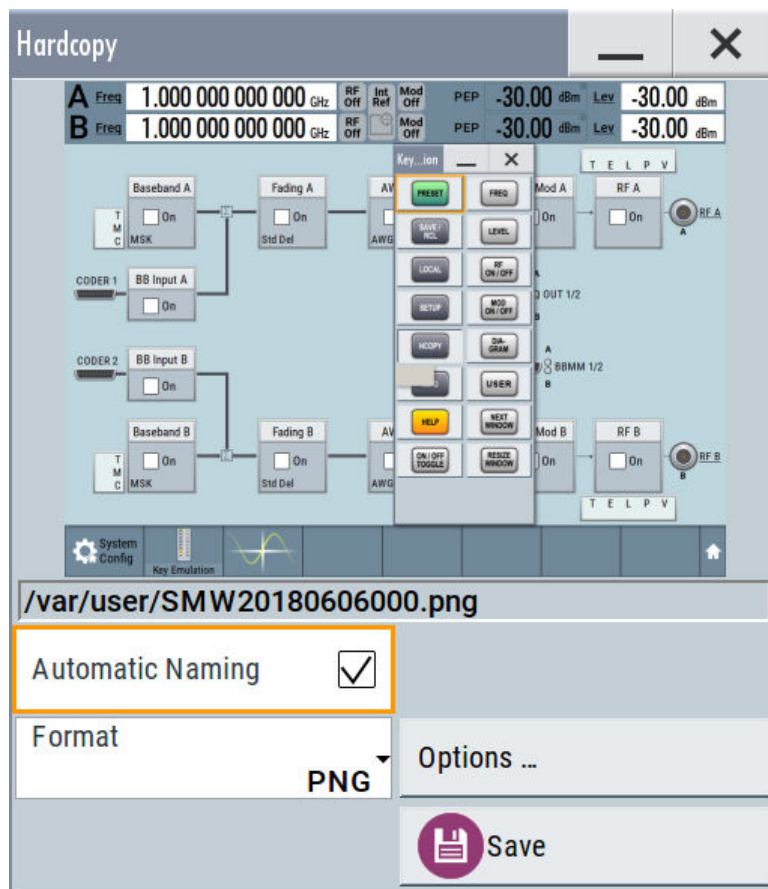 Hardcopy
A Freq 1.000 000 000 000 GHz RF Off Int Ref Mod Off PEP -30.00 dBm Lev -30.00 dBm
B Freq 1.000 000 000 000 GHz RF Off Mod Off PEP -30.00 dBm Lev -30.00 dBm
Key...ion
T E L P V
Baseband A Fading A AW Mod A RF A
PRESET FREQ
T M C On On On On RF A
MSK Std Del AWG A
SAVE / RCL LEVEL
CODER 1 BB Input A
On
LOCAL RF ON / OFF A
SETUP MOD ON / OFF OUT 1/2
B
HCOPY DIA-GRAM A
CODER 2 BB Input B
On
BBMM 1/2
USER B
HELP NEXT WINDOW
Baseband B Fading B Mod B RF B
T M C On On On On RF B
MSK Std Del AWG B
ON / OFF TOGGLE RESIZE WINDOW
T E L P V
System Config Key Emulation
/var/user/SMW20180606000.png
Automatic Naming
Format
PNG
Options ...
Save